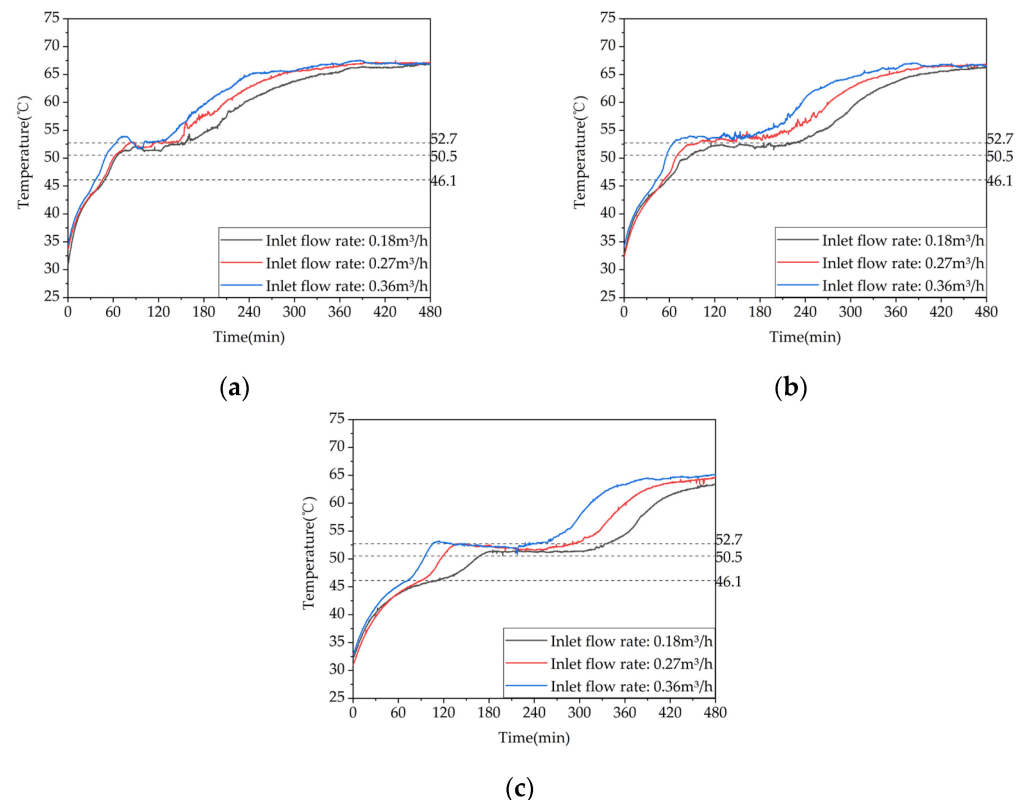 75
70
65
60
55
50
45
40
35
30
25
Temperature(℃)
52.7
50.5
46.1
Inlet flow rate: 0.18m³/h
Inlet flow rate: 0.27m³/h
Inlet flow rate: 0.36m³/h
0 60 120 180 240 300 360 420 480
Time(min)
(a)
75
70
65
60
55
50
45
40
35
30
25
Temperature(℃)
52.7
50.5
46.1
Inlet flow rate: 0.18m³/h
Inlet flow rate: 0.27m³/h
Inlet flow rate: 0.36m³/h
0 60 120 180 240 300 360 420 480
Time(min)
(b)
75
70
65
60
55
50
45
40
35
30
25
Temperature(℃)
52.7
50.5
46.1
Inlet flow rate: 0.18m³/h
Inlet flow rate: 0.27m³/h
Inlet flow rate: 0.36m³/h
0 60 120 180 240 300 360 420 480
Time(min)
(c)